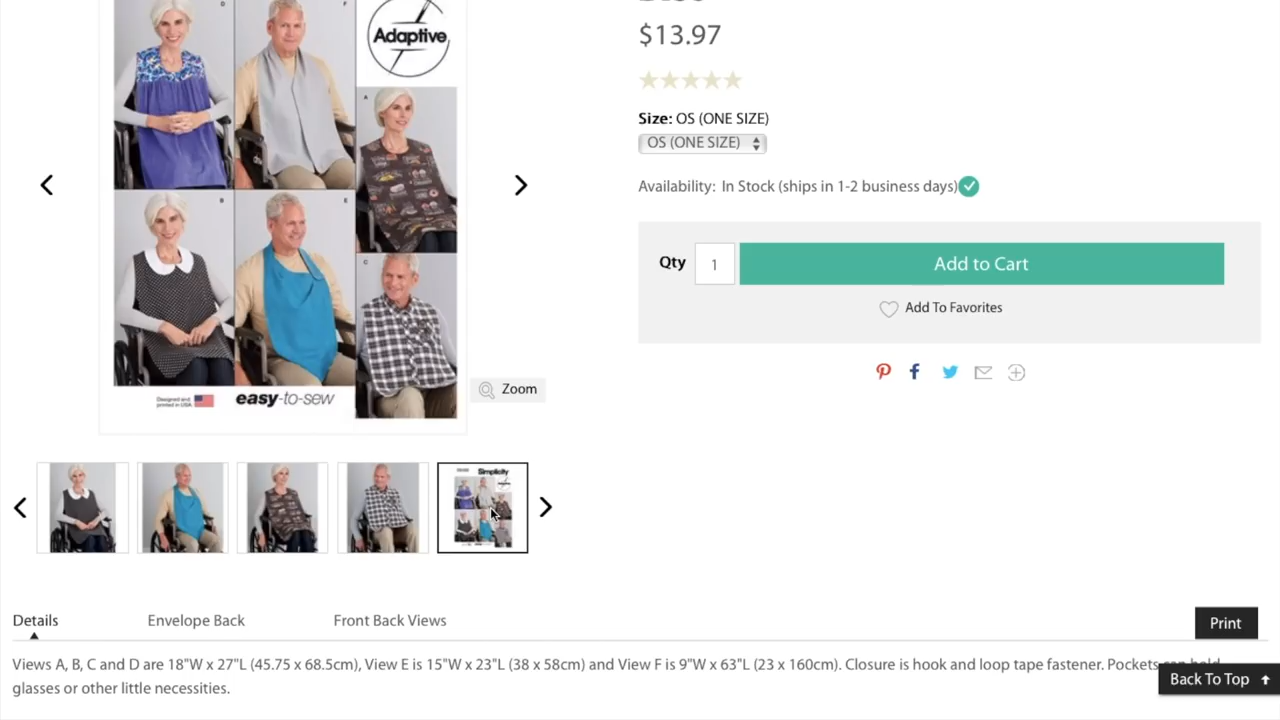 $13.97
D
F
Adaptive
A
B
E
C
Size: OS (ONE SIZE)
OS (ONE SIZE)
Availability: In Stock (ships in 1-2 business days)
Qty
1
Add to Cart
Add To Favorites
Designed and
printed in USA
easy-to-sew
Zoom
Simplicity
Details
Envelope Back
Front Back Views
Print
Views A, B, C and D are 18"W x 27"L (45.75 x 68.5cm), View E is 15"W x 23"L (38 x 58cm) and View F is 9"W x 63"L (23 x 160cm). Closure is hook and loop tape fastener. Pockets can hold
glasses or other little necessities.
Back To Top